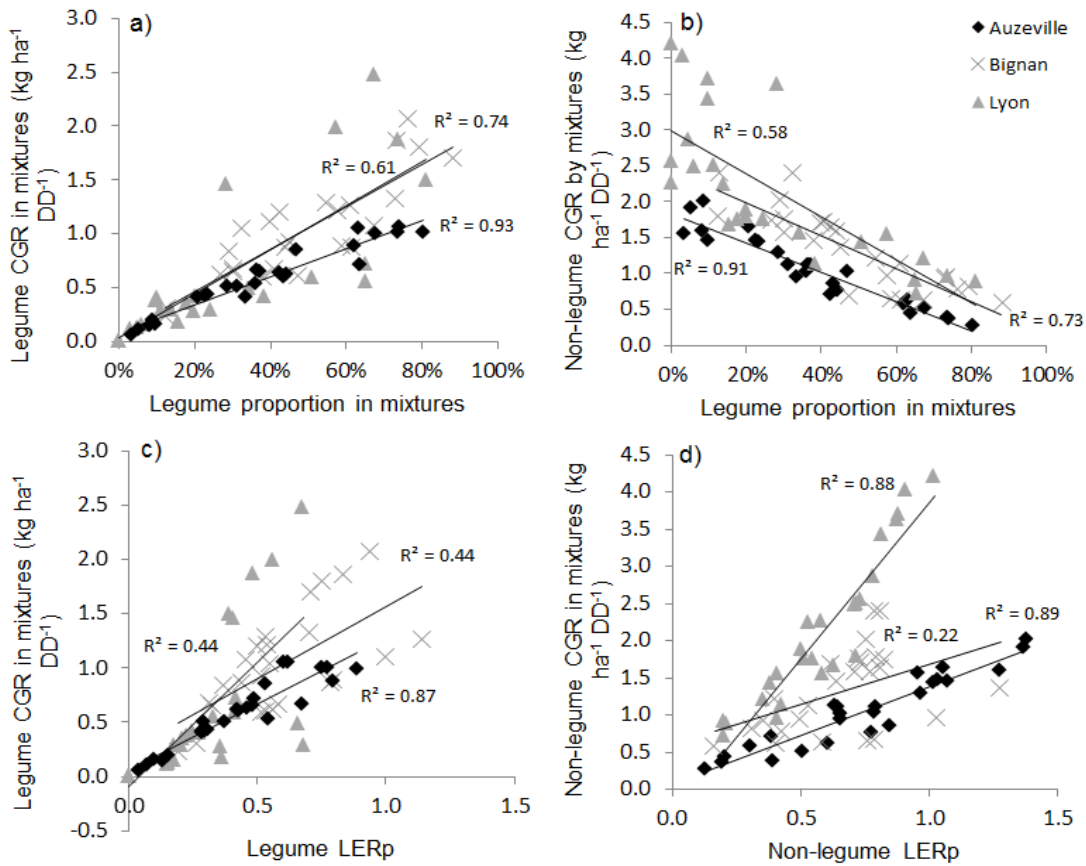 a)
Legume CGR in mixtures (kg ha-1
DD-1)
3.0
2.5
2.0
1.5
1.0
0.5
0.0
R² = 0.74
R² = 0.61
R² = 0.93
0% 20% 40% 60% 80% 100%
Legume proportion in mixtures
b)
Non-legume CGR by mixtures (kg
ha-1 DD-1)
4.5
4.0
3.5
3.0
2.5
2.0
1.5
1.0
0.5
0.0
Auzeville
Bignan
Lyon
R² = 0.58
R² = 0.91
R² = 0.73
0% 20% 40% 60% 80% 100%
Legume proportion in mixtures
c)
Legume CGR in mixtures (kg ha-1
DD-1)
3.0
2.5
2.0
1.5
1.0
0.5
0.0
-0.5
R² = 0.44
R² = 0.44
R² = 0.87
0.0 0.5 1.0 1.5
Legume LERp
d)
Non-legume CGR in mixtures (kg
ha-1 DD-1)
4.5
4.0
3.5
3.0
2.5
2.0
1.5
1.0
0.5
0.0
R² = 0.88
R² = 0.89
R² = 0.22
0.0 0.5 1.0 1.5
Non-legume LERp